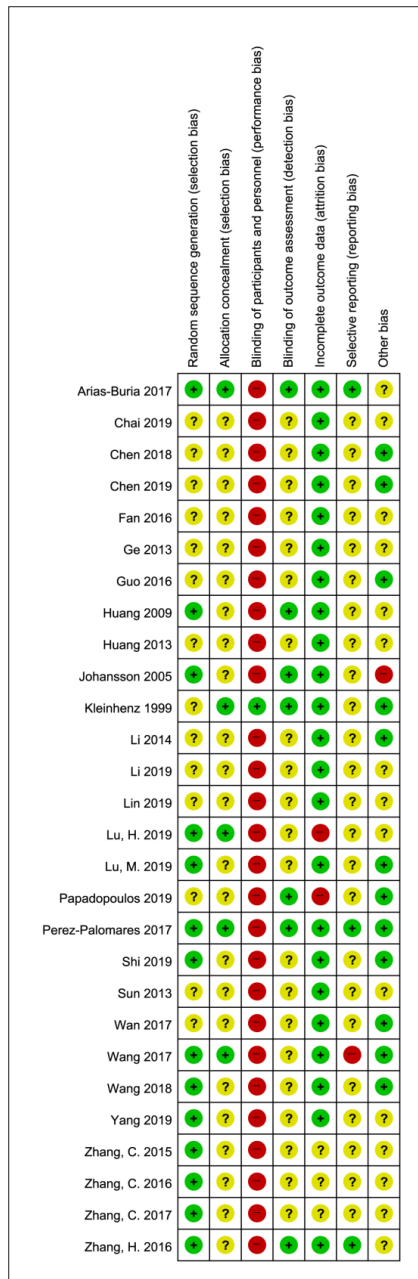 Random sequence generation (selection bias)
Allocation concealment (selection bias)
Blinding of participants and personnel (performance bias)
Blinding of outcome assessment (detection bias)
Incomplete outcome data (attrition bias)
Selective reporting (reporting bias)
Other bias
Arias-Buria 2017 + + − + + + ?
Chai 2019 ? ? − ? + ? ?
Chen 2018 ? ? − ? + ? +
Chen 2019 ? ? − ? + ? +
Fan 2016 ? ? − ? + ? ?
Ge 2013 ? ? − ? + ? ?
Guo 2016 ? ? − ? + ? +
Huang 2009 + ? − + + ? ?
Huang 2013 ? ? − ? + ? ?
Johansson 2005 + ? − + + ? −
Kleinhenz 1999 ? + + + + ? +
Li 2014 ? ? − ? + ? +
Li 2019 ? ? − ? + ? ?
Lin 2019 ? ? − ? + ? ?
Lu, H. 2019 + + − ? − ? ?
Lu, M. 2019 + ? − ? + ? +
Papadopoulos 2019 ? ? − + − ? +
Perez-Palomares 2017 + + − + + + +
Shi 2019 + ? − ? + ? +
Sun 2013 ? ? − ? + ? ?
Wan 2017 ? ? − ? + ? +
Wang 2017 + + − ? + − +
Wang 2018 + ? − ? + ? +
Yang 2019 + ? − ? + ? ?
Zhang, C. 2015 + ? − ? ? ? ?
Zhang, C. 2016 + ? − ? ? ? ?
Zhang, C. 2017 + ? − ? ? ? ?
Zhang, H. 2016 + ? − + + + ?